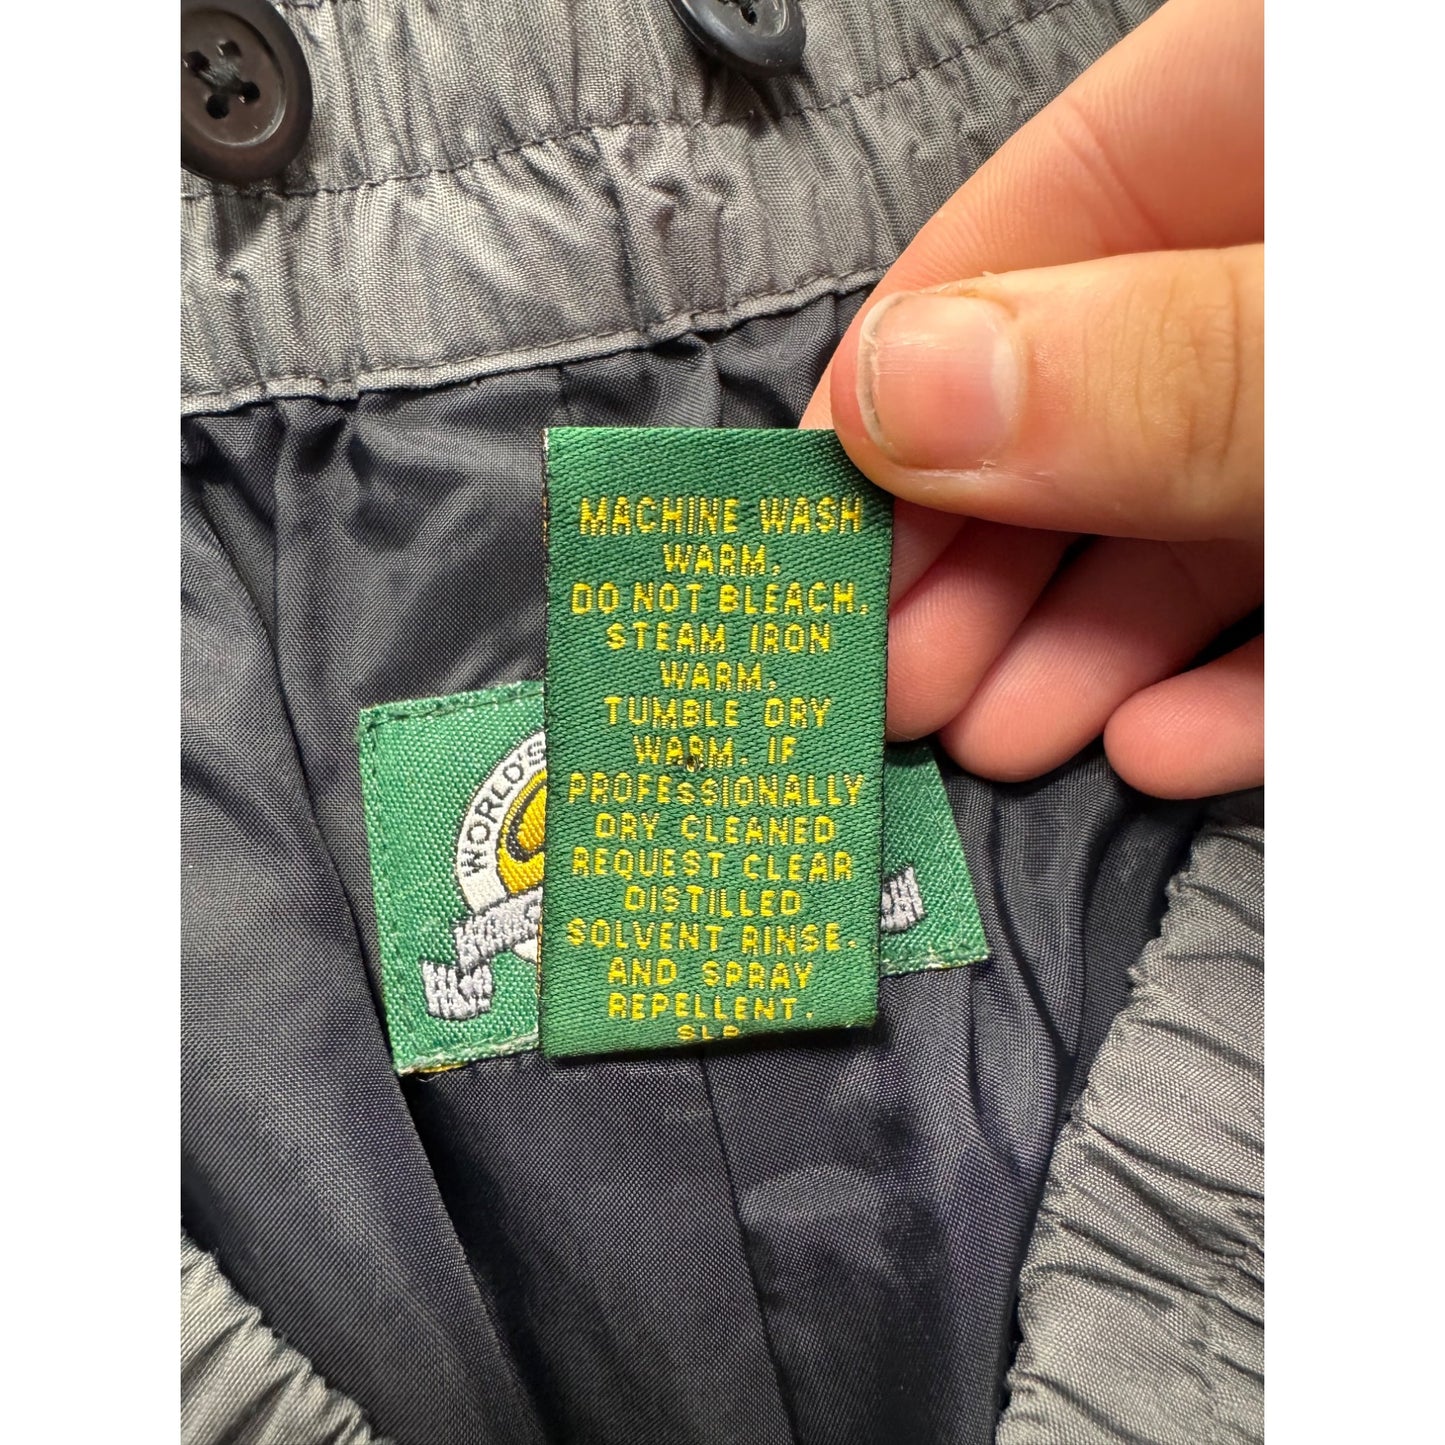 MACHINE WASH
WARM.
DO NOT BLEACH.
STEAM IRON
WARM.
TUMBLE DRY
WARM. IF
PROFESSIONALLY
DRY CLEANED
REQUEST CLEAR
DISTILLED
SOLVENT RINSE.
AND SPRAY
REPELLENT.
WORLD'S